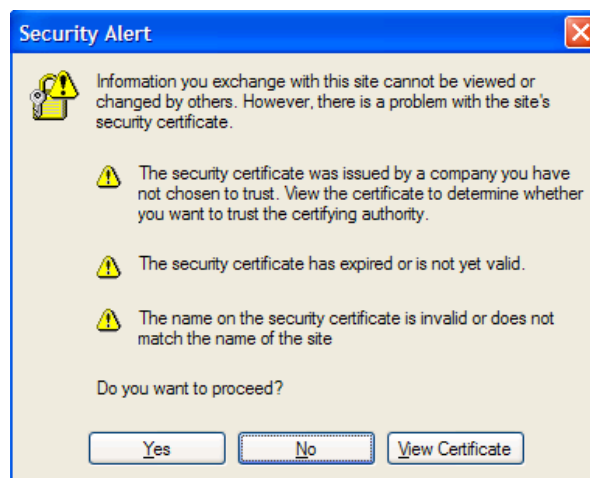 Security Alert
Information you exchange with this site cannot be viewed or
changed by others. However, there is a problem with the site's
security certificate.
The security certificate was issued by a company you have
not chosen to trust. View the certificate to determine whether
you want to trust the certifying authority.
The security certificate has expired or is not yet valid.
The name on the security certificate is invalid or does not
match the name of the site
Do you want to proceed?
Yes No View Certificate